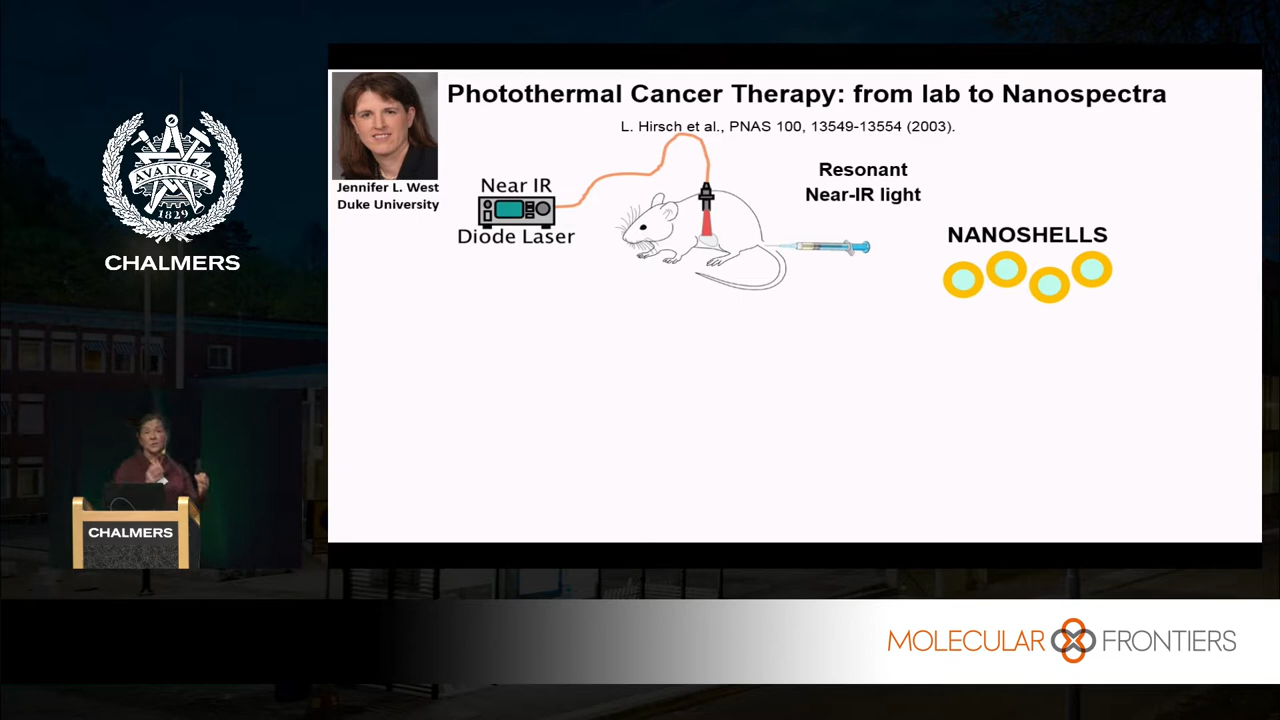 AVANCEZ
1829
CHALMERS
CHALMERS
Photothermal Cancer Therapy: from lab to Nanospectra
L. Hirsch et al., PNAS 100, 13549-13554 (2003).
Jennifer L. West
Duke University
Near IR
Diode Laser
Resonant
Near-IR light
NANOSHELLS
MOLECULAR FRONTIERS